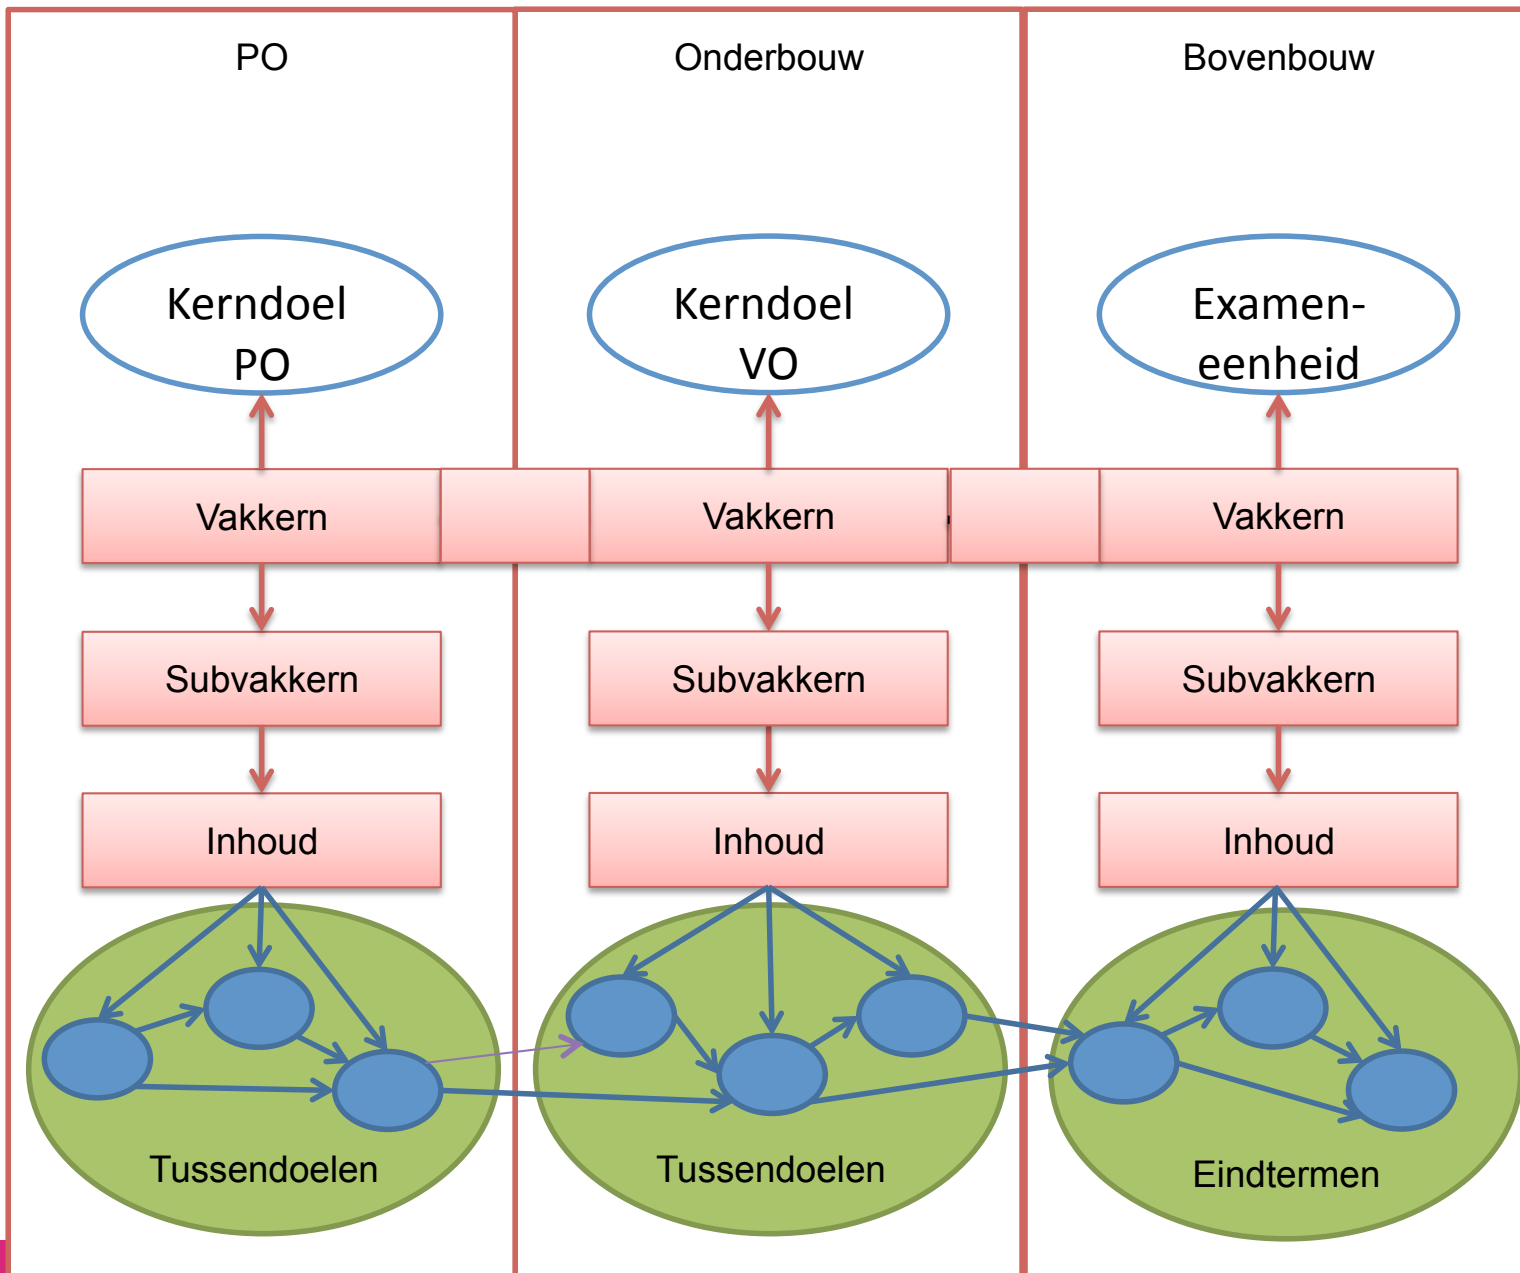 PO
Onderbouw
Bovenbouw
Kerndoel
PO
Kerndoel
VO
Examen-
eenheid
Vakkern
Vakkern
Vakkern
Subvakkern
Subvakkern
Subvakkern
Inhoud
Inhoud
Inhoud
Tussendoelen
Tussendoelen
Eindtermen